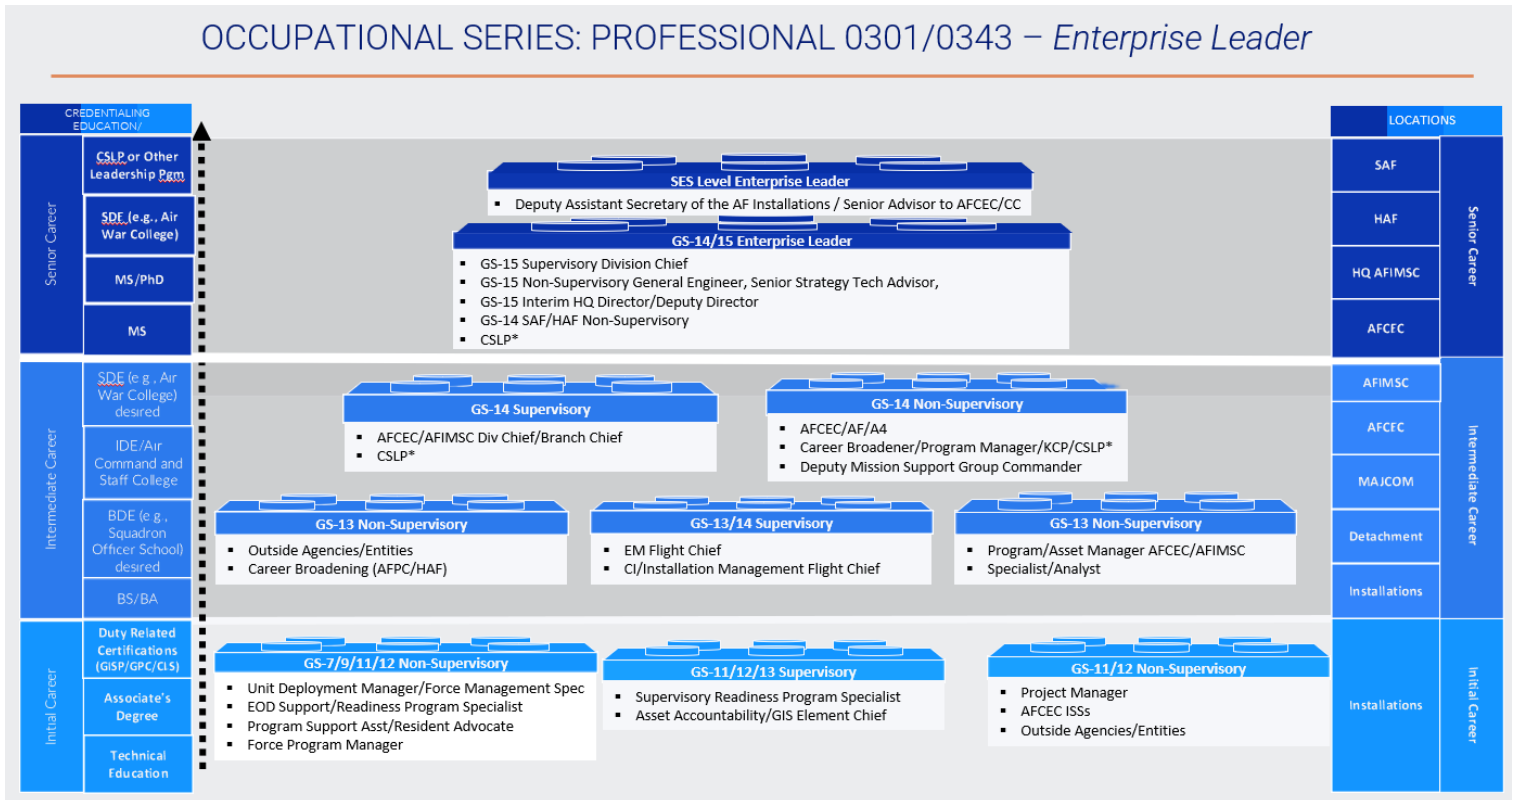 OCCUPATIONAL SERIES: PROFESSIONAL 0301/0343 – Enterprise Leader
CREDENTIALING
EDUCATION/
LOCATIONS
Senior Career
CSLP or Other
Leadership Pgm
SDE (e.g., Air
War College)
MS/PhD
MS
SES Level Enterprise Leader
▪ Deputy Assistant Secretary of the AF Installations / Senior Advisor to AFCEC/CC
GS-14/15 Enterprise Leader
▪ GS-15 Supervisory Division Chief
▪ GS-15 Non-Supervisory General Engineer, Senior Strategy Tech Advisor,
▪ GS-15 Interim HQ Director/Deputy Director
▪ GS-14 SAF/HAF Non-Supervisory
▪ CSLP*
SAF
HAF
HQ AFIMSC
AFCEC
Senior Career
Intermediate Career
SDE (e g , Air
War College)
desired
IDE/Air
Command and
Staff College
BDE (e g ,
Squadron
Officer School)
desired
BS/BA
GS-14 Supervisory
▪ AFCEC/AFIMSC Div Chief/Branch Chief
▪ CSLP*
GS-14 Non-Supervisory
▪ AFCEC/AF/A4
▪ Career Broadener/Program Manager/KCP/CSLP*
▪ Deputy Mission Support Group Commander
GS-13 Non-Supervisory
▪ Outside Agencies/Entities
▪ Career Broadening (AFPC/HAF)
GS-13/14 Supervisory
▪ EM Flight Chief
▪ CI/Installation Management Flight Chief
GS-13 Non-Supervisory
▪ Program/Asset Manager AFCEC/AFIMSC
▪ Specialist/Analyst
AFIMSC
AFCEC
MAJCOM
Detachment
Installations
Intermediate Career
Initial Career
Duty Related
Certifications
(GISP/GPC/CLS)
Associate's
Degree
Technical
Education
GS-7/9/11/12 Non-Supervisory
▪ Unit Deployment Manager/Force Management Spec
▪ EOD Support/Readiness Program Specialist
▪ Program Support Asst/Resident Advocate
▪ Force Program Manager
GS-11/12/13 Supervisory
▪ Supervisory Readiness Program Specialist
▪ Asset Accountability/GIS Element Chief
GS-11/12 Non-Supervisory
▪ Project Manager
▪ AFCEC ISSs
▪ Outside Agencies/Entities
Installations
Initial Career